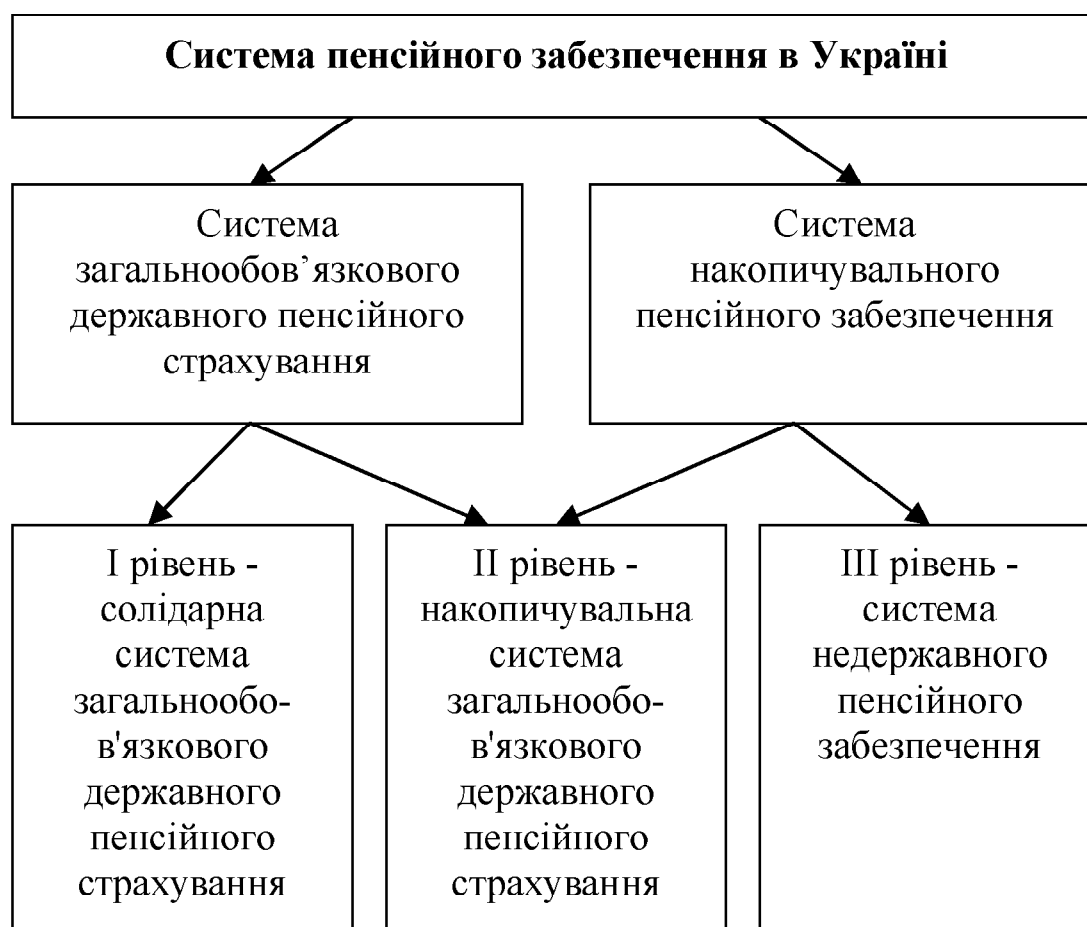 Система пенсійного забезпечення в Україні
Система
загальнообов’язкового
державного пенсійного
страхування
Система
накопичувального
пенсійного забезпечення
І рівень -
солідарна
система
загальнообо-
в'язкового
державного
пенсійного
страхування
ІІ рівень -
накопичувальна
система
загальнообо-
в'язкового
державного
пенсійного
страхування
ІІІ рівень -
система
недержавного
пенсійного
забезпечення